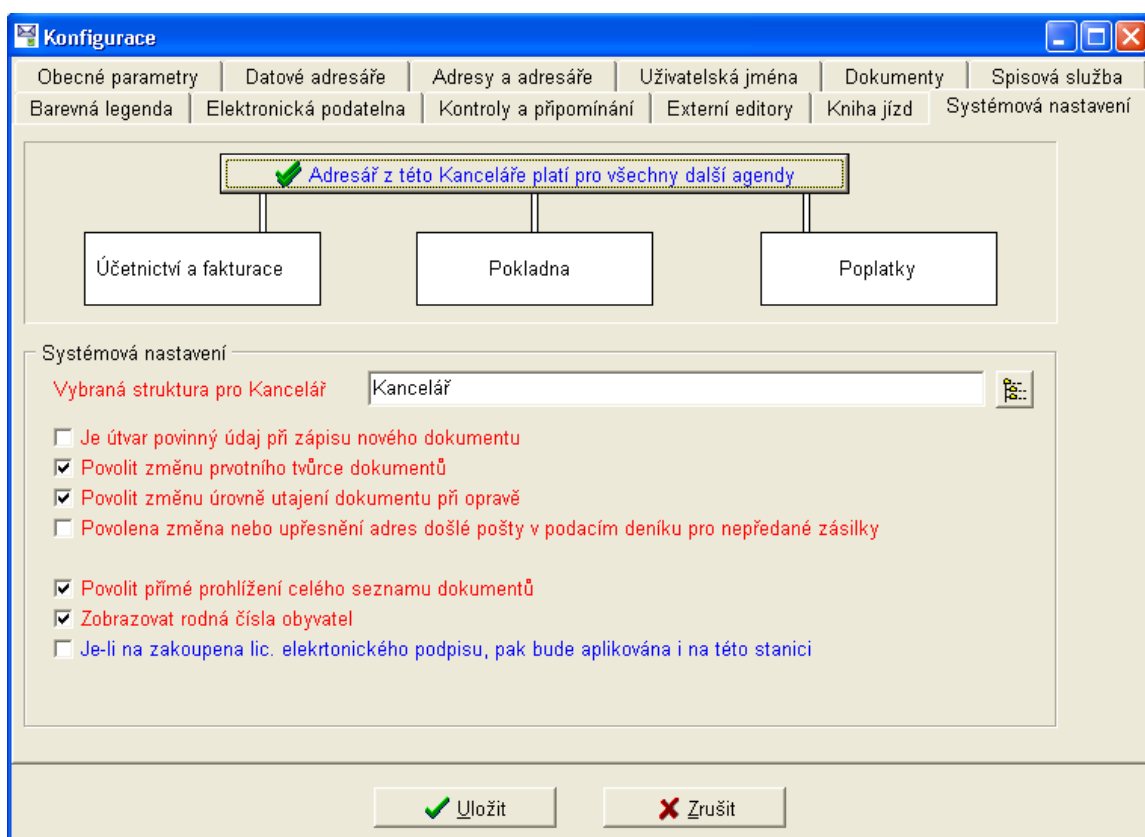 Konfigurace
Obecné parametry Datové adresáře Adresy a adresáře Uživatelská jména Dokumenty Spisová služba
Barevná legenda Elektronická podatelna Kontroly a připomínání Externí editory Kniha jízd Systémová nastavení
Adresář z této Kanceláře platí pro všechny další agendy
Účetnictví a fakturace Pokladna Poplatky
Systémová nastavení
Vybraná struktura pro Kancelář Kancelář
Je útvar povinný údaj při zápisu nového dokumentu
Povolit změnu prvotního tvůrce dokumentů
Povolit změnu úrovně utajení dokumentu při opravě
Povolena změna nebo upřesnění adres došlé pošty v podacím deníku pro nepředané zásilky
Povolit přímé prohlížení celého seznamu dokumentů
Zobrazovat rodná čísla obyvatel
Je-li na zakoupena lic. elekrtonického podpisu, pak bude aplikována i na této stanici
Uložit Zrušit